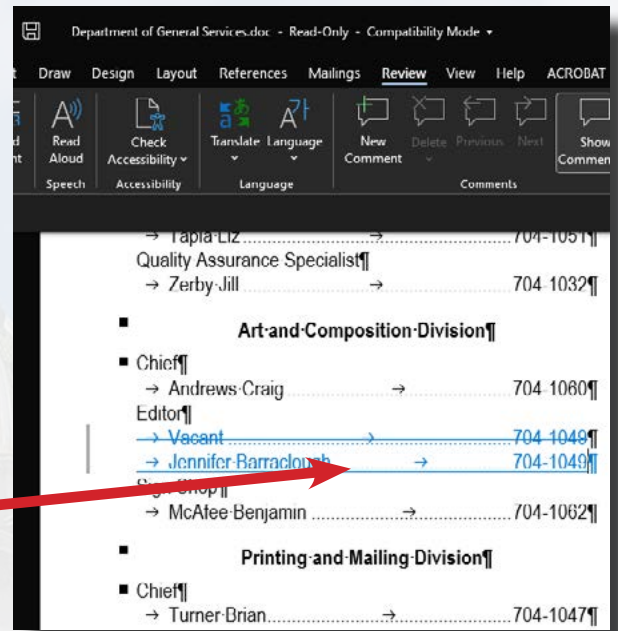 Department of General Services.doc - Read-Only - Compatibility Mode
Draw Design Layout References Mailings Review View Help ACROBAT
Read Aloud
Check Accessibility
Translate
Language
New Comment
Delete
Previous
Next
Show
Speech
Accessibility
Language
Comments
→ Tapia·Liz → 704-1051¶
Quality Assurance Specialist¶
→ Zerby·Jill → 704-1032¶
Art·and·Composition·Division¶
Chief¶
→ Andrews·Craig → 704-1060¶
Editor¶
→ Vacant → 704-1049¶
→ Jennifer·Barraclough → 704-1049¶
Sign Shop¶
→ McAfee·Benjamin → 704-1062¶
Printing·and·Mailing·Division¶
Chief¶
→ Turner·Brian → 704-1047¶